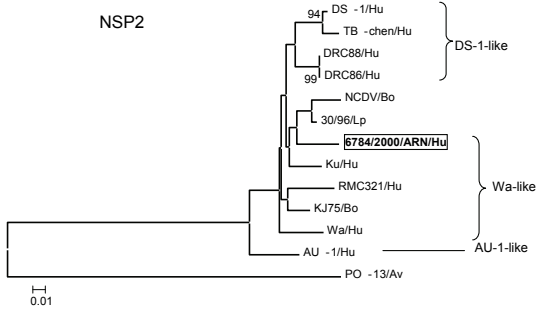 NSP2
94 DS -1/Hu
TB -chen/Hu
DRC88/Hu
99 DRC86/Hu
DS-1-like
NCDV/Bo
30/96/Lp
6784/2000/ARN/Hu
Ku/Hu
RMC321/Hu
KJ75/Bo
Wa/Hu
Wa-like
AU -1/Hu
AU-1-like
PO -13/Av
0.01